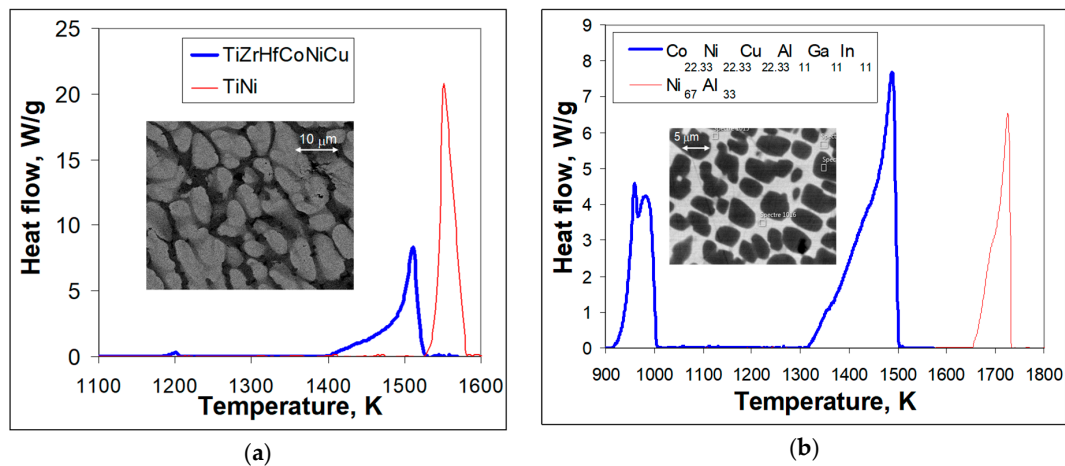 (a)
25
20
15
10
5
0
Heat flow, W/g
TiZrHfCoNiCu
TiNi
10 µm
1100 1200 1300 1400 1500 1600
Temperature, K
(b)
9
8
7
6
5
4
3
2
1
0
Heat flow, W/g
Co22.33Ni22.33Cu22.33Al11Ga11In11
Ni67Al33
5 µm
Spectre 1016
900 1000 1100 1200 1300 1400 1500 1600 1700 1800
Temperature, K
(a) (b)